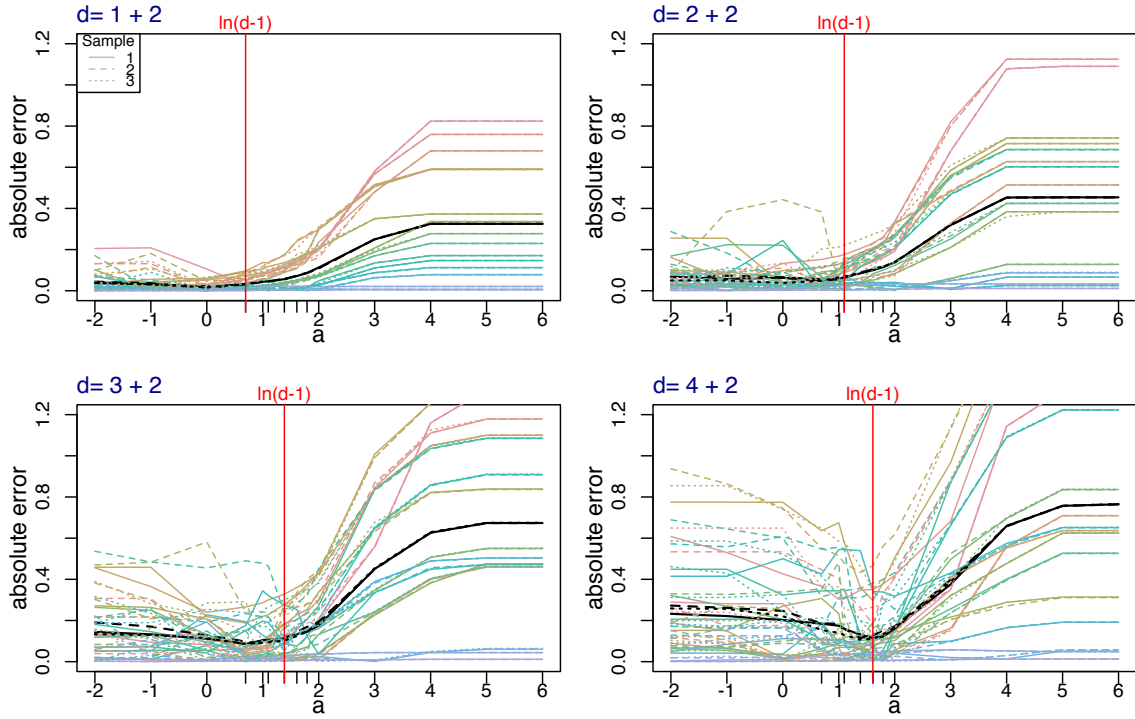 d= 1 + 2
ln(d-1)
Sample
1
2
3
absolute error
0.0 0.4 0.8 1.2
-2 -1 0 1 2 3 4 5 6
a
d= 2 + 2
ln(d-1)
absolute error
0.0 0.4 0.8 1.2
-2 -1 0 1 2 3 4 5 6
a
d= 3 + 2
ln(d-1)
absolute error
0.0 0.4 0.8 1.2
-2 -1 0 1 2 3 4 5 6
a
d= 4 + 2
ln(d-1)
absolute error
0.0 0.4 0.8 1.2
-2 -1 0 1 2 3 4 5 6
a